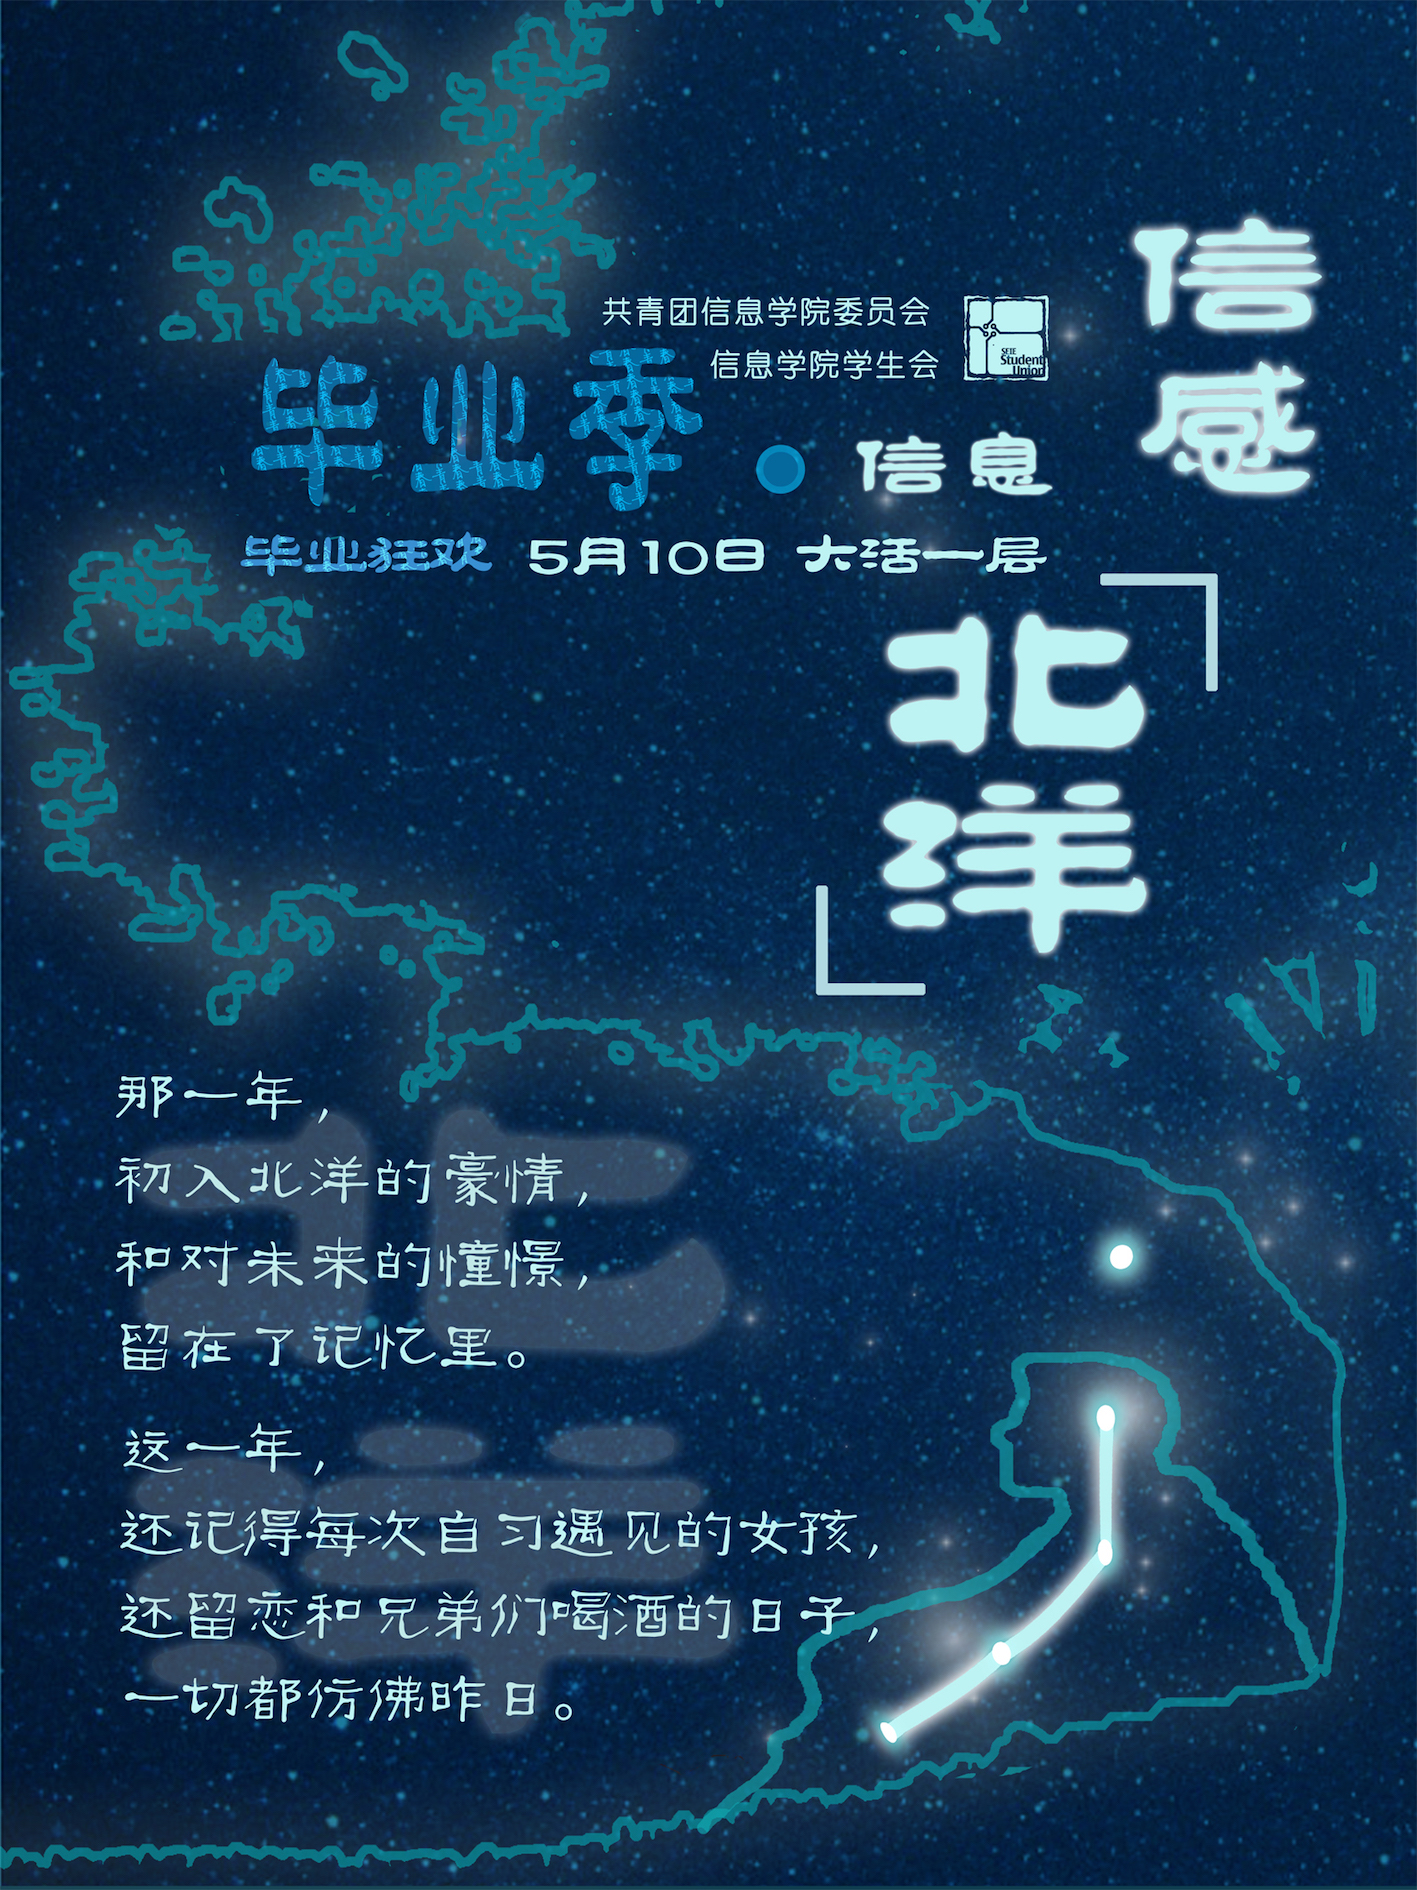 信感
共青团信息学院委员会
信息学院学生会
SEIE
Student
Union
毕业季·信息
毕业狂欢 5月10日 大活一层
「北洋」
那一年，
初入北洋的豪情，
和对未来的憧憬，
留在了记忆里。
这一年，
还记得每次自习遇见的女孩，
还留恋和兄弟们喝酒的日子，
一切都仿佛昨日。
北洋